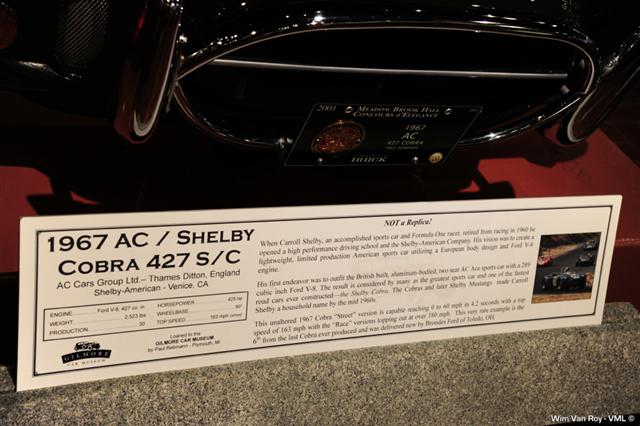 2001 MEADOW BROOK HALL
CONCOURS d'ELEGANCE
1967
AC
427 COBRA
BUICK
1967 AC / SHELBY
COBRA 427 S/C
AC Cars Group Ltd. – Thames Ditton, England
Shelby-American - Venice, CA
ENGINE Ford V-8, 427 cu. in. HORSEPOWER 425 hp
WEIGHT 2,523 lbs WHEELBASE 90"
PRODUCTION 30 TOP SPEED 163 mph
GILMORE
CAR MUSEUM
Loaned to the
GILMORE CAR MUSEUM
by Paul Rebmann - Plymouth, MI
NOT a Replica!
When Carroll Shelby, an accomplished sports car and Formula One racer, retired from racing in 1960 he
opened a high performance driving school and the Shelby-American Company. His vision was to create a
lightweight, limited production American sports car utilizing a European body design and Ford V-8
engine.
His first endeavor was to outfit the British built, aluminum-bodied, two seat AC Ace sports car with a 289
cubic inch Ford V-8. The result is considered by many as the greatest sports car and one of the fastest
road cars ever constructed—the Shelby Cobra. The Cobras and later Shelby Mustangs made Carroll
Shelby a household name by the mid 1960s.
This unaltered 1967 Cobra "Street" version is capable reaching 0 to 60 mph in 4.2 seconds with a top
speed of 163 mph with the "Race" versions topping out at over 180 mph. This very rare example is the
6th from the last Cobra ever produced and was delivered new by Brondes Ford of Toledo, OH.
Wim Van Roy - VML ©